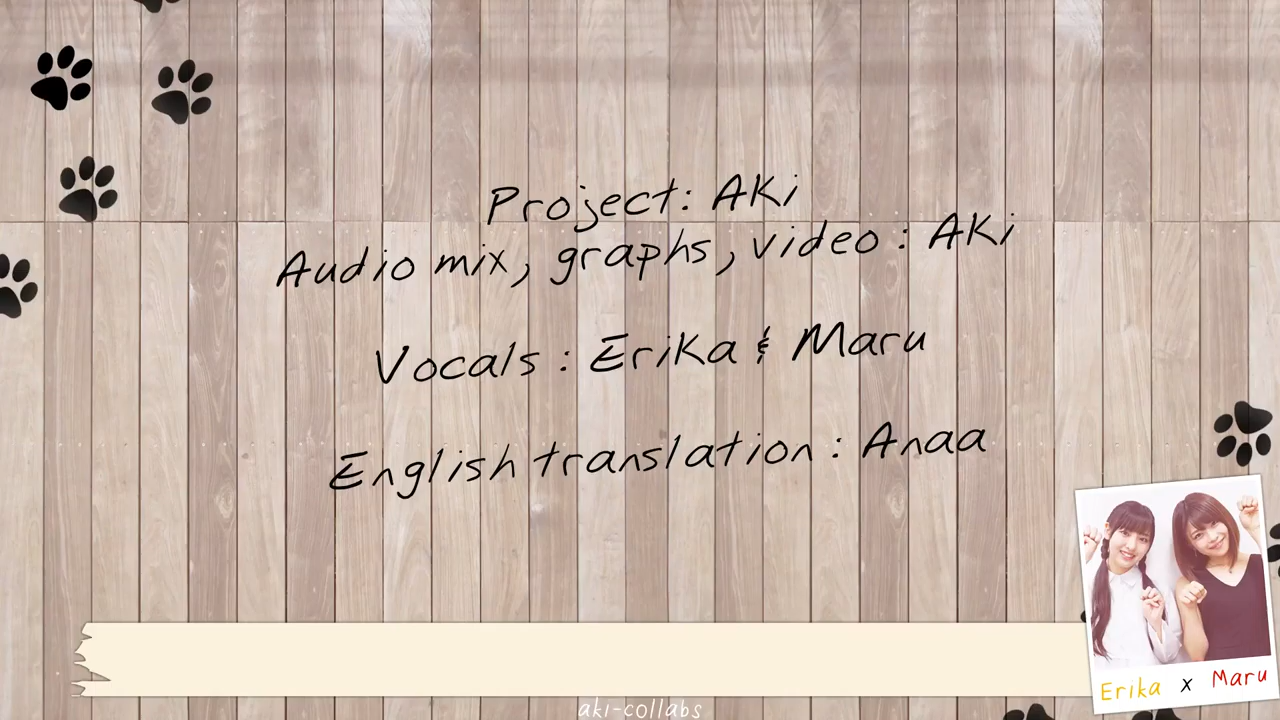 Project: Aki
Audio mix, graphs, video : Aki
Vocals : Erika & Maru
English translation : Anaa
Erika x Maru
aki-collabs